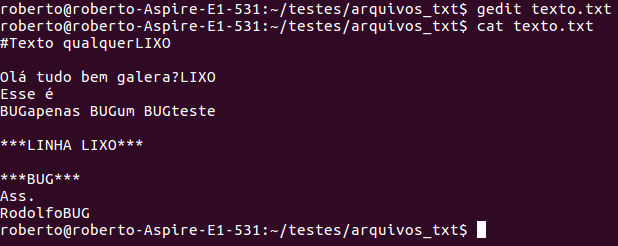 roberto@roberto-Aspire-E1-531:~/testes/arquivos_txt$ gedit texto.txt
roberto@roberto-Aspire-E1-531:~/testes/arquivos_txt$ cat texto.txt
#Texto qualquerLIXO
Olá tudo bem galera?LIXO
Esse é
BUGapenas BUGum BUGteste
***LINHA LIXO***
***BUG***
Ass.
RodolfoBUG
roberto@roberto-Aspire-E1-531:~/testes/arquivos_txt$